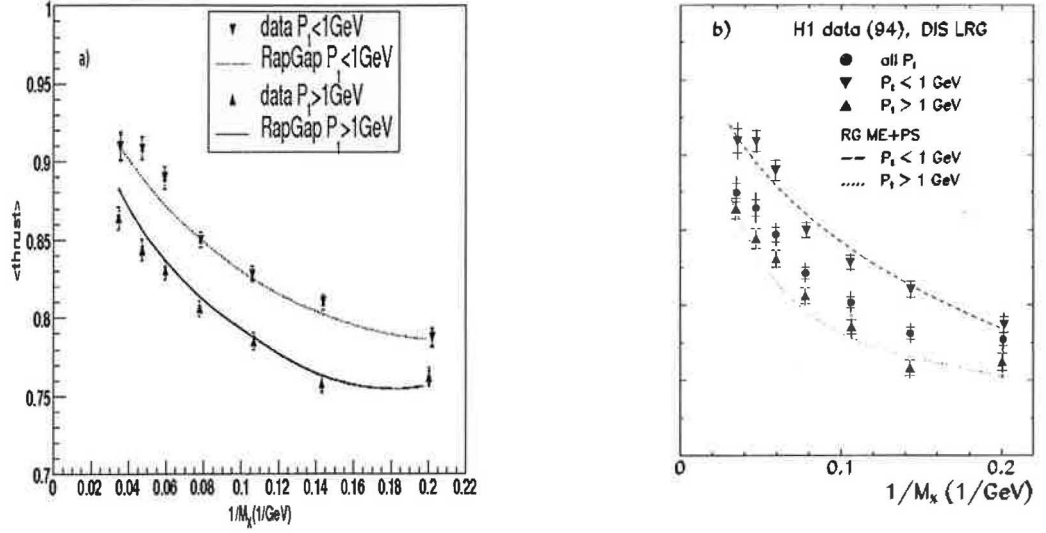 a)
data P_t<1GeV
RapGap P_t<1GeV
data P_t>1GeV
RapGap P_t>1GeV
<thrust>
1
0.95
0.9
0.85
0.8
0.75
0.7
0 0.02 0.04 0.06 0.08 0.1 0.12 0.14 0.16 0.18 0.2 0.22
1/M_X(1/GeV)
b) H1 data (94), DIS LRG
all P_t
P_t < 1 GeV
P_t > 1 GeV
RG ME+PS
P_t < 1 GeV
P_t > 1 GeV
0 0.1 0.2
1/M_x (1/GeV)